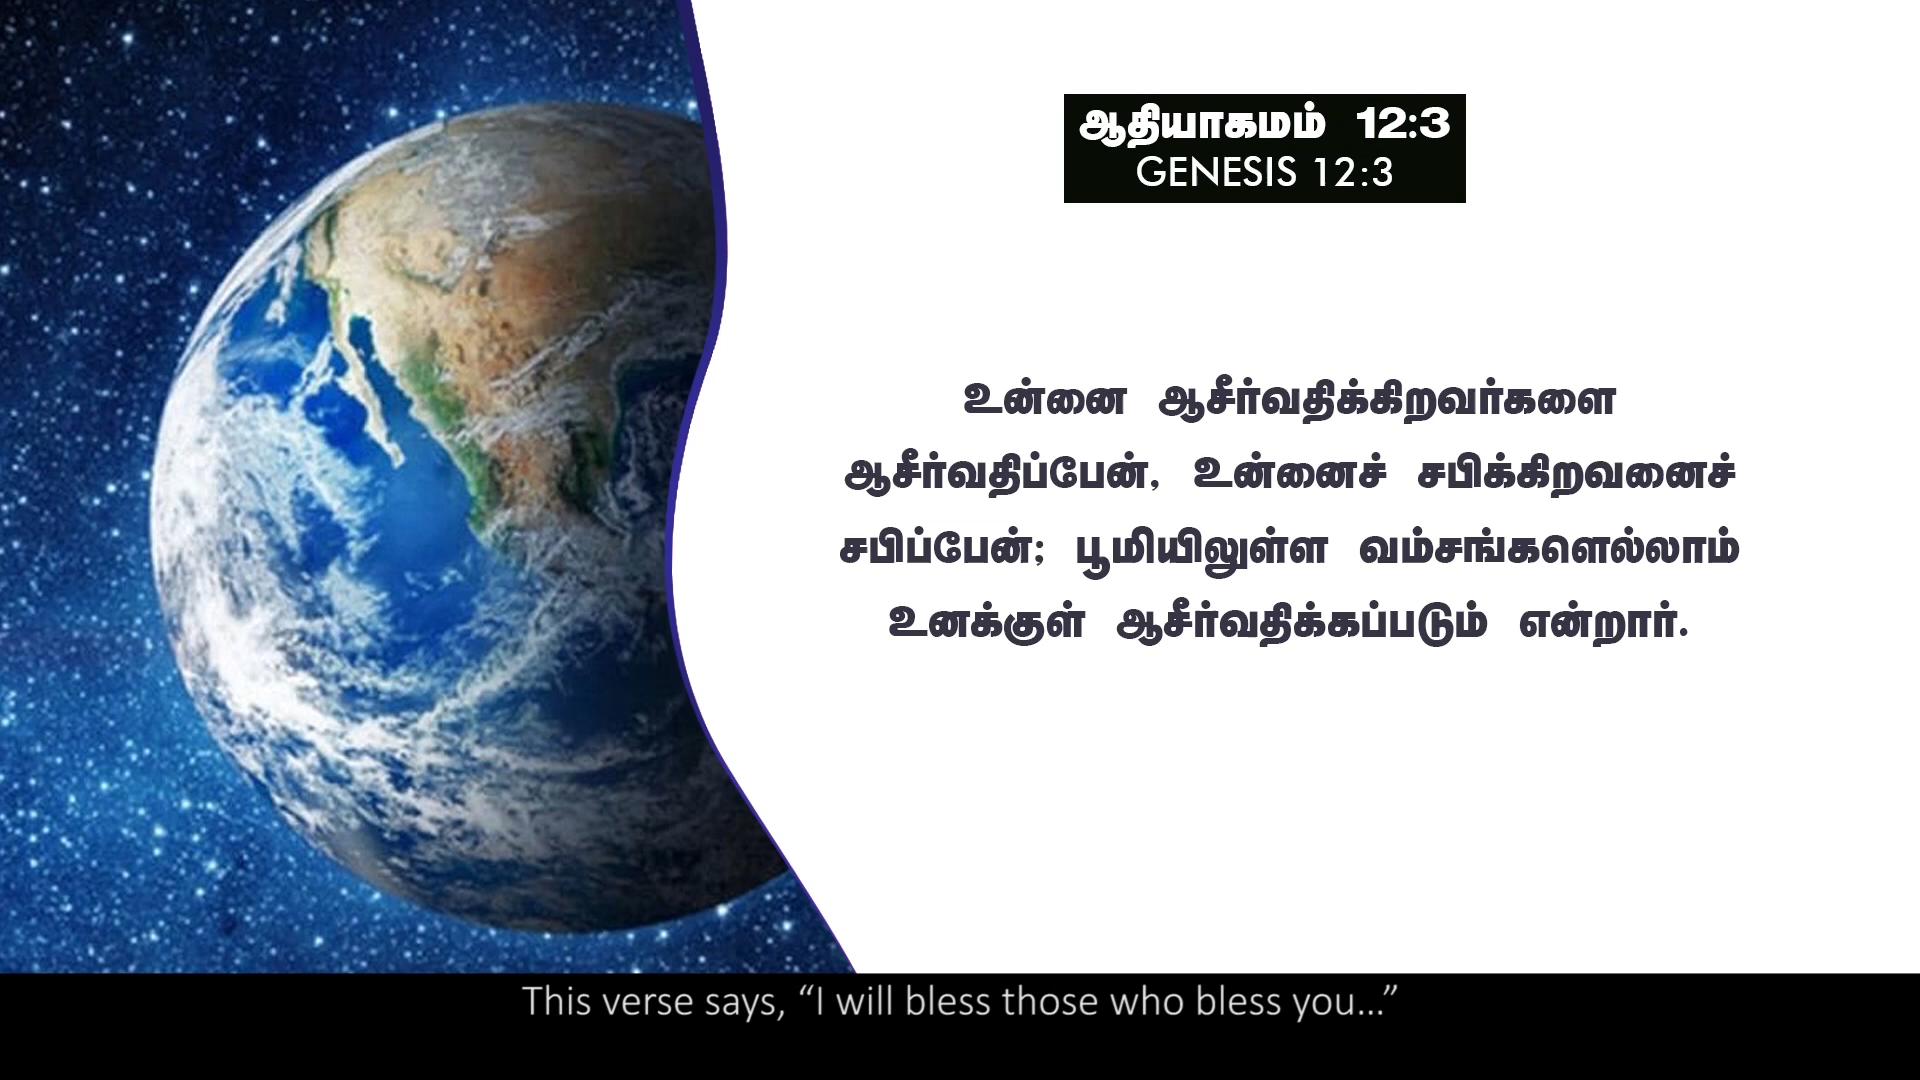 ஆதியாகமம் 12:3
GENESIS 12:3
உன்னை ஆசீர்வதிக்கிறவர்களை
ஆசீர்வதிப்பேன், உன்னைச் சபிக்கிறவனைச்
சபிப்பேன்; பூமியிலுள்ள வம்சங்களெல்லாம்
உனக்குள் ஆசீர்வதிக்கப்படும் என்றார்.
This verse says, “I will bless those who bless you...”